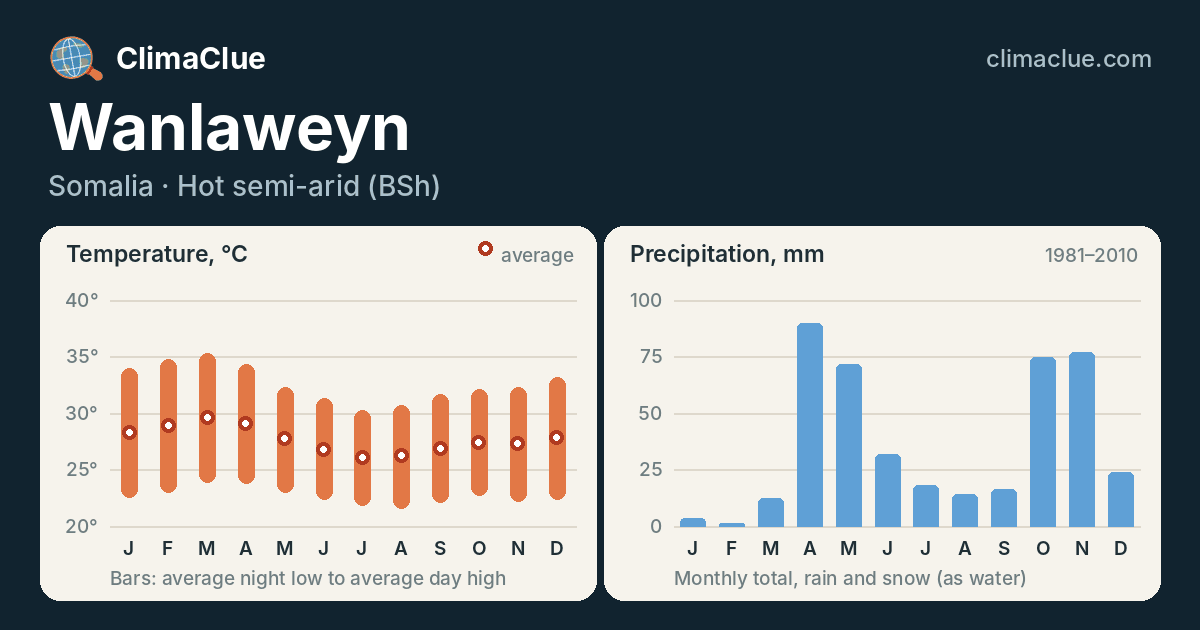 ClimaClue
climaclue.com
Wanlaweyn
Somalia · Hot semi-arid (BSh)
Temperature, °C
average
40°
35°
30°
25°
20°
J F M A M J J A S O N D
Bars: average night low to average day high
Precipitation, mm
1981–2010
100
75
50
25
0
J F M A M J J A S O N D
Monthly total, rain and snow (as water)